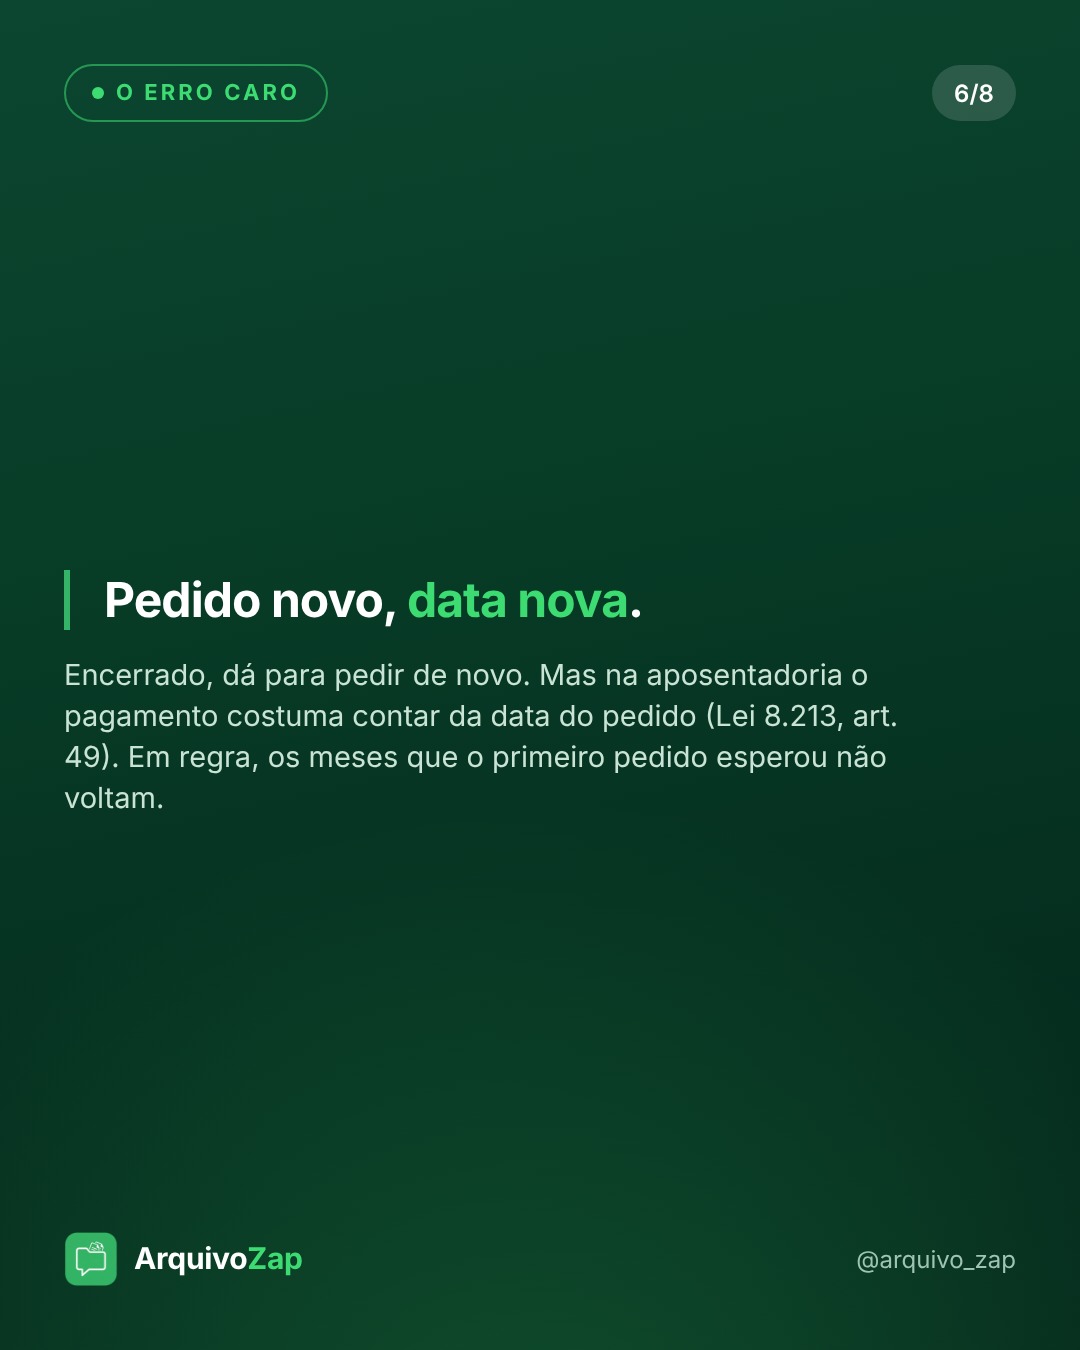 O ERRO CARO
6/8
Pedido novo, data nova.
Encerrado, dá para pedir de novo. Mas na aposentadoria o
pagamento costuma contar da data do pedido (Lei 8.213, art.
49). Em regra, os meses que o primeiro pedido esperou não
voltam.
ArquivoZap
@arquivo_zap